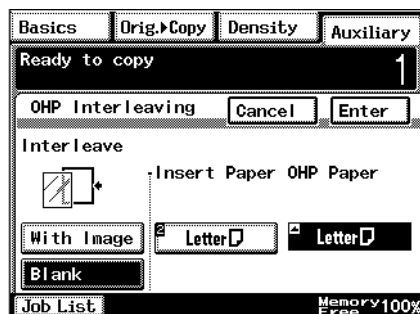 Basics Orig.▸Copy Density Auxiliary
Ready to copy 1
OHP Interleaving Cancel Enter
Interleave
Insert Paper OHP Paper
With Image 2 Letter Letter
Blank
Job List Memory Free 100%